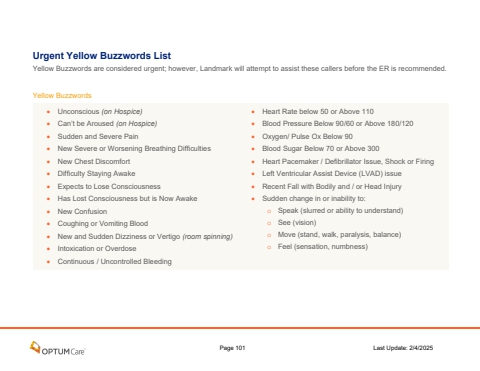 Urgent Yellow Buzzwords List
Yellow Buzzwords are considered urgent; however, Landmark will attempt to assist these callers before the ER is recommended.
Yellow Buzzwords
• Unconscious (on Hospice)
• Can't be Aroused (on Hospice)
• Sudden and Severe Pain
• New Severe or Worsening Breathing Difficulties
• New Chest Discomfort
• Difficulty Staying Awake
• Expects to Lose Consciousness
• Has Lost Consciousness but is Now Awake
• New Confusion
• Coughing or Vomiting Blood
• New and Sudden Dizziness or Vertigo (room spinning)
• Intoxication or Overdose
• Continuous / Uncontrolled Bleeding
• Heart Rate below 50 or Above 110
• Blood Pressure Below 90/60 or Above 180/120
• Oxygen/ Pulse Ox Below 90
• Blood Sugar Below 70 or Above 300
• Heart Pacemaker / Defibrillator Issue, Shock or Firing
• Left Ventricular Assist Device (LVAD) issue
• Recent Fall with Bodily and / or Head Injury
• Sudden change in or inability to:
o Speak (slurred or ability to understand)
o See (vision)
o Move (stand, walk, paralysis, balance)
o Feel (sensation, numbness)
OPTUMCare
Page 101
Last Update: 2/4/2025